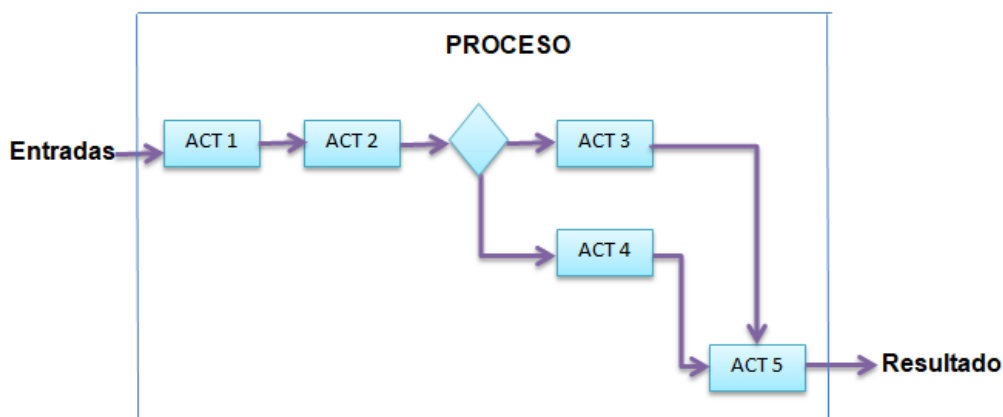 PROCESO
Entradas
ACT 1
ACT 2
ACT 3
ACT 4
ACT 5
Resultado